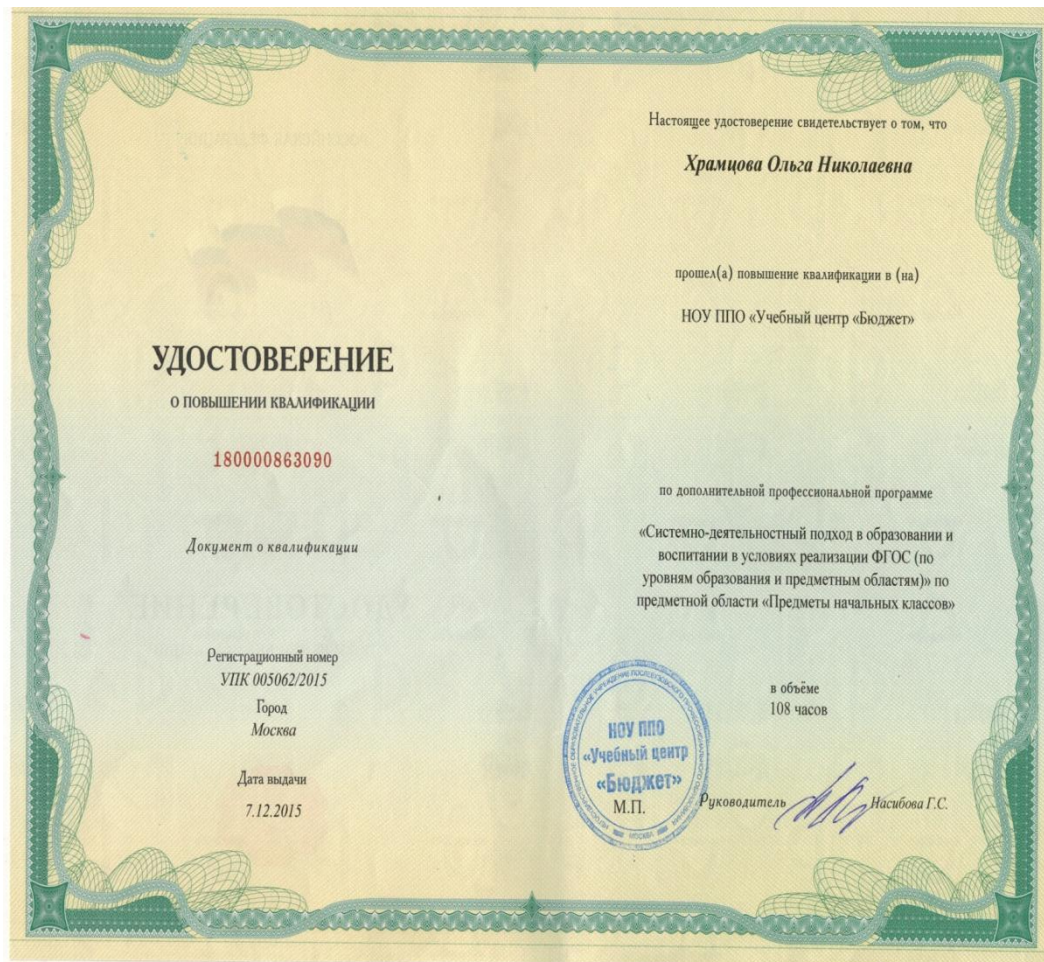 УДОСТОВЕРЕНИЕ
О ПОВЫШЕНИИ КВАЛИФИКАЦИИ
180000863090
Документ о квалификации
Регистрационный номер
УПК 005062/2015
Город
Москва
Дата выдачи
7.12.2015
Настоящее удостоверение свидетельствует о том, что
Храмцова Ольга Николаевна
прошел(а) повышение квалификации в (на)
НОУ ППО «Учебный центр «Бюджет»
по дополнительной профессиональной программе
«Системно-деятельностный подход в образовании и
воспитании в условиях реализации ФГОС (по
уровням образования и предметным областям)» по
предметной области «Предметы начальных классов»
в объёме
108 часов
НОУ ППО
«Учебный центр
«Бюджет»
М.П.
МОСКВА
Руководитель
Насибова Г.С.